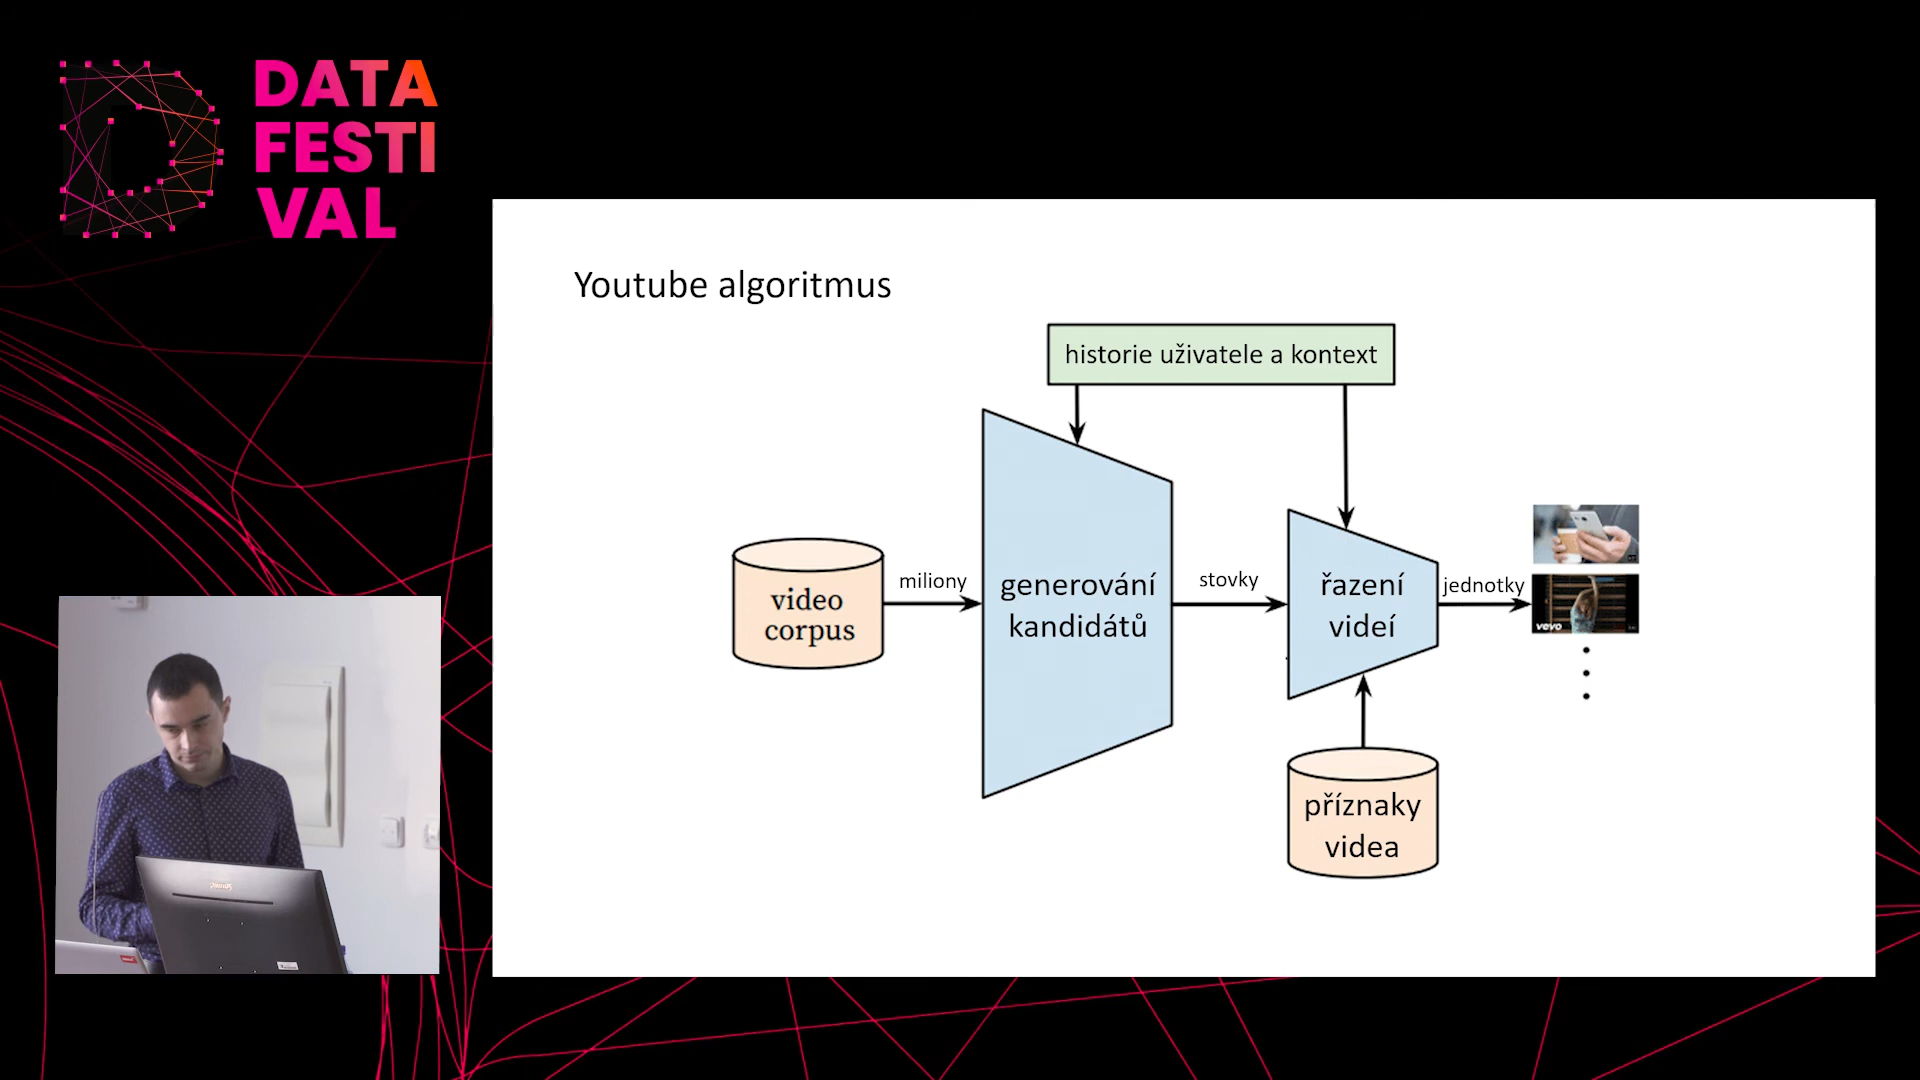 DATA
FESTI
VAL
Youtube algoritmus
historie uživatele a kontext
miliony
stovky
jednotky
video
corpus
generování
kandidátů
řazení
videí
vevo
příznaky
videa